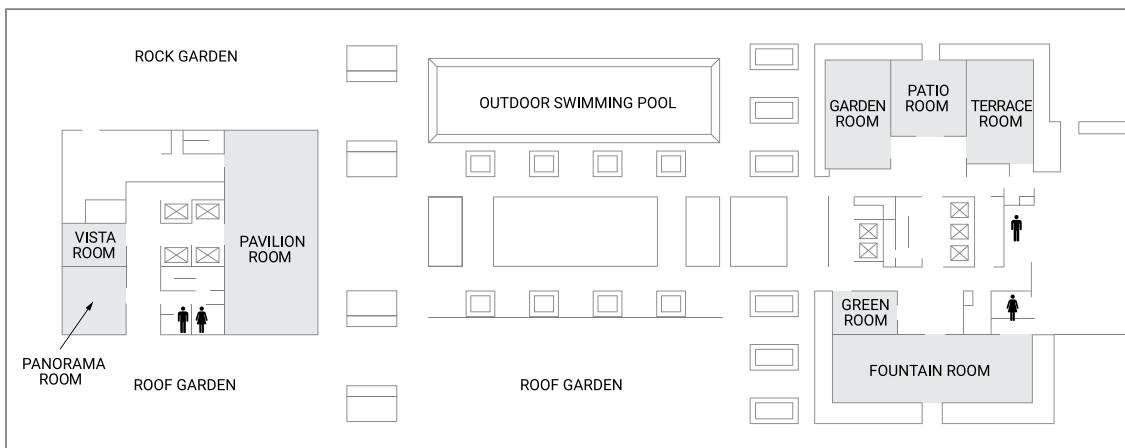 ROCK GARDEN
OUTDOOR SWIMMING POOL
GARDEN
ROOM
PATIO
ROOM
TERRACE
ROOM
VISTA
ROOM
PAVILION
ROOM
PANORAMA
ROOM
GREEN
ROOM
FOUNTAIN ROOM
ROOF GARDEN
ROOF GARDEN